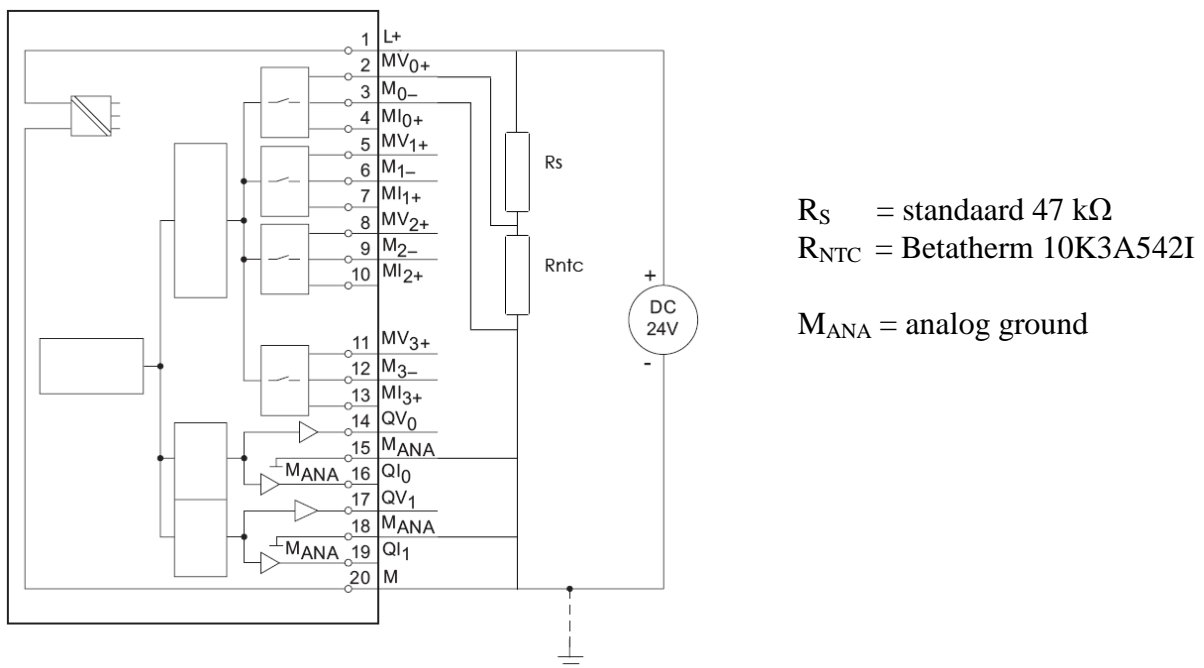 1 L+
2 MV0+
3 M0–
4 MI0+
5 MV1+
6 M1–
7 MI1+
8 MV2+
9 M2–
10 MI2+
11 MV3+
12 M3–
13 MI3+
14 QV0
15 MANA
MANA 16 QI0
17 QV1
18 MANA
MANA 19 QI1
20 M
Rs
Rntc
+
DC
24V
-
RS = standaard 47 kΩ
RNTC = Betatherm 10K3A542I
MANA = analog ground